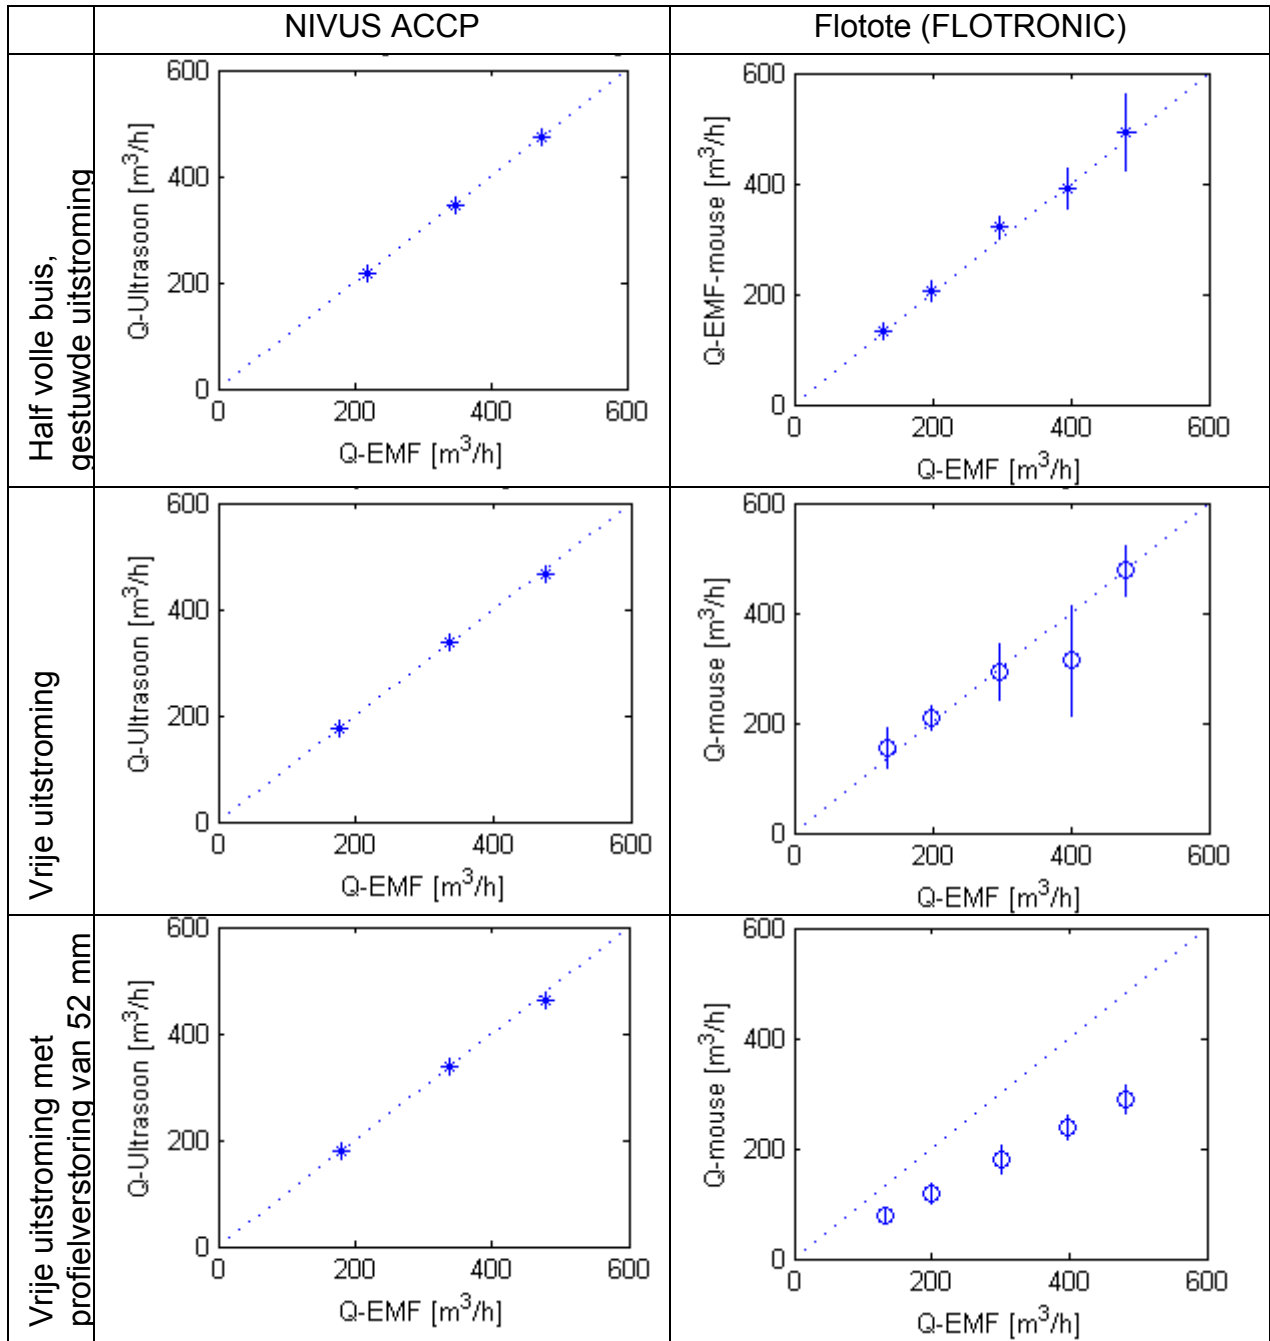 NIVUS ACCP
Flotote (FLOTRONIC)
Half volle buis,
gestuwde uitstroming
600
400
200
0
0 200 400 600
Q-Ultrasoon [m³/h]
Q-EMF [m³/h]
600
400
200
0
0 200 400 600
Q-EMF-mouse [m³/h]
Q-EMF [m³/h]
Vrije uitstroming
600
400
200
0
0 200 400 600
Q-Ultrasoon [m³/h]
Q-EMF [m³/h]
600
400
200
0
0 200 400 600
Q-mouse [m³/h]
Q-EMF [m³/h]
Vrije uitstroming met
profielverstoring van 52 mm
600
400
200
0
0 200 400 600
Q-Ultrasoon [m³/h]
Q-EMF [m³/h]
600
400
200
0
0 200 400 600
Q-mouse [m³/h]
Q-EMF [m³/h]